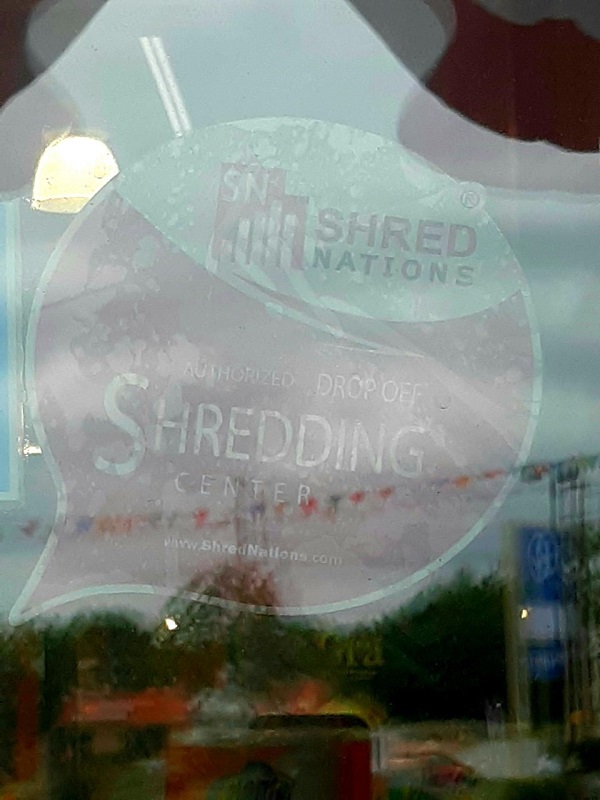 SN
SHRED
NATIONS
®
AUTHORIZED DROP OFF
SHREDDING
CENTER
www.ShredNations.com